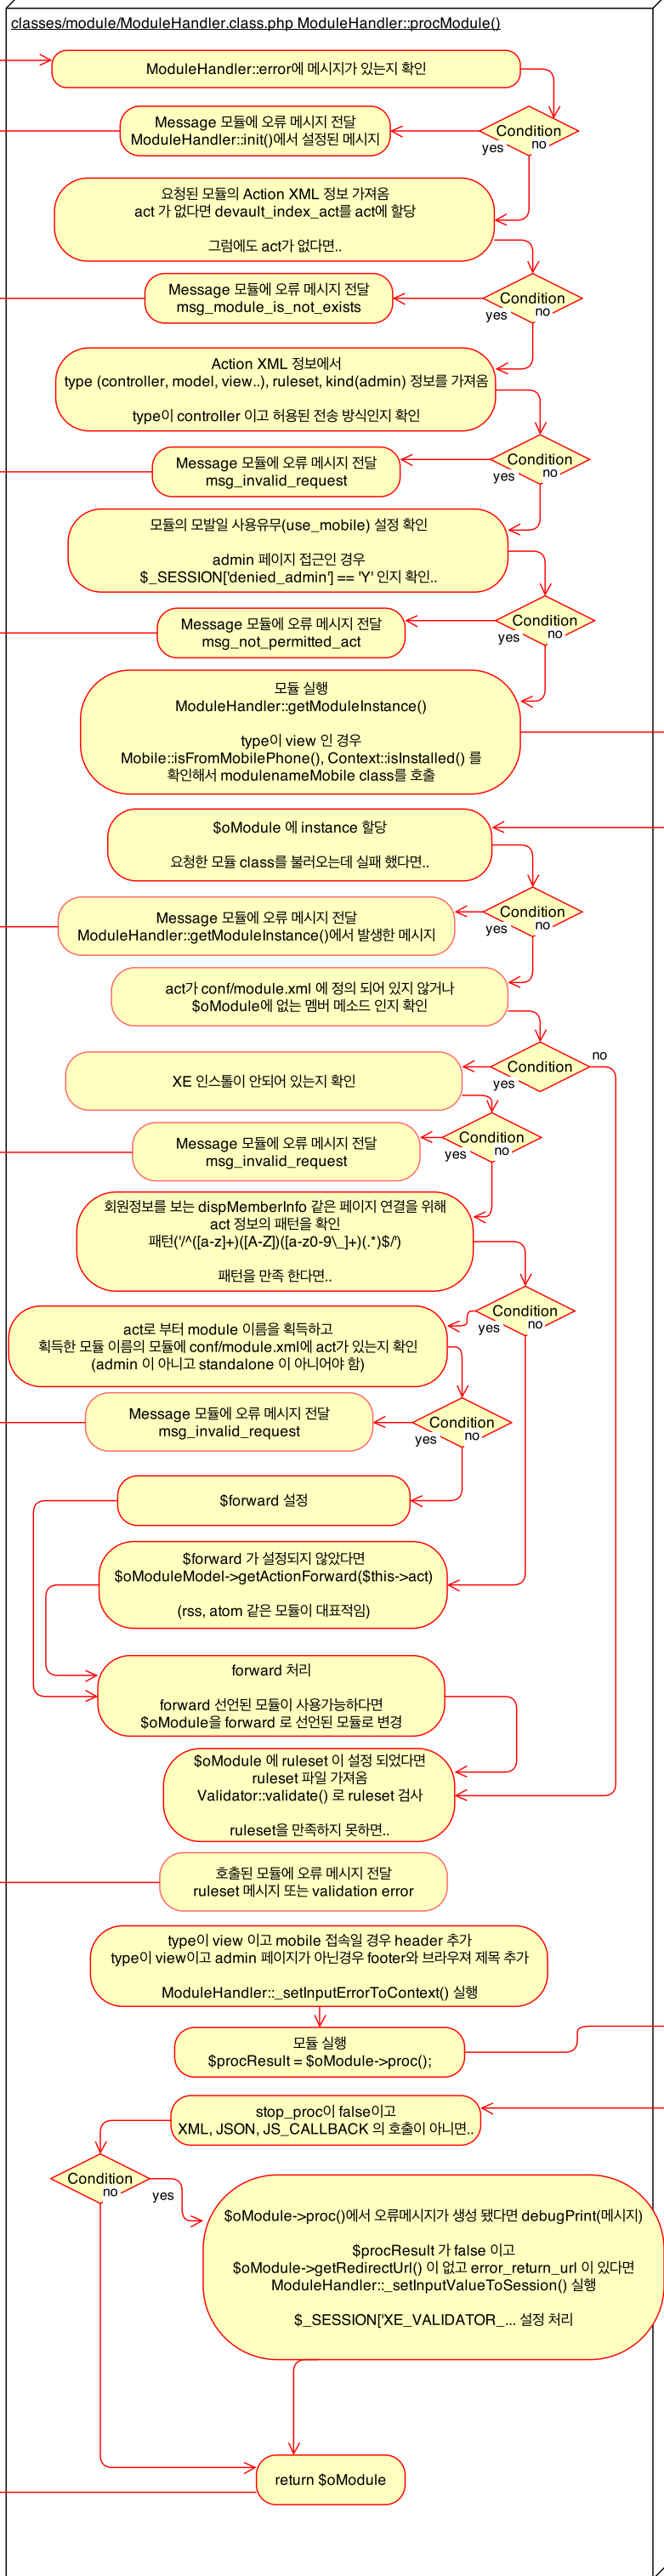 classes/module/ModuleHandler.class.php ModuleHandler::procModule()
ModuleHandler::error에 메시지가 있는지 확인
Condition
yes
no
Message 모듈에 오류 메시지 전달
ModuleHandler::init()에서 설정된 메시지
요청된 모듈의 Action XML 정보 가져옴
act 가 없다면 devault_index_act를 act에 할당
그럼에도 act가 없다면..
Condition
yes
no
Message 모듈에 오류 메시지 전달
msg_module_is_not_exists
Action XML 정보에서
type (controller, model, view..), ruleset, kind(admin) 정보를 가져옴
type이 controller 이고 허용된 전송 방식인지 확인
Condition
yes
no
Message 모듈에 오류 메시지 전달
msg_invalid_request
모듈의 모발일 사용유무(use_mobile) 설정 확인
admin 페이지 접근인 경우
$_SESSION['denied_admin'] == 'Y' 인지 확인..
Condition
yes
no
Message 모듈에 오류 메시지 전달
msg_not_permitted_act
모듈 실행
ModuleHandler::getModuleInstance()
type이 view 인 경우
Mobile::isFromMobilePhone(), Context::isInstalled() 를
확인해서 modulenameMobile class를 호출
$oModule 에 instance 할당
요청한 모듈 class를 불러오는데 실패 했다면..
Condition
yes
no
Message 모듈에 오류 메시지 전달
ModuleHandler::getModuleInstance()에서 발생한 메시지
act가 conf/module.xml 에 정의 되어 있지 않거나
$oModule에 없는 멤버 메소드 인지 확인
Condition
yes
no
XE 인스톨이 안되어 있는지 확인
Condition
yes
no
Message 모듈에 오류 메시지 전달
msg_invalid_request
회원정보를 보는 dispMemberInfo 같은 페이지 연결을 위해
act 정보의 패턴을 확인
패턴('/^([a-z]+)([A-Z])([a-z0-9\_]+)(.*)$/')
패턴을 만족 한다면..
Condition
yes
no
act로 부터 module 이름을 획득하고
획득한 모듈 이름의 모듈에 conf/module.xml에 act가 있는지 확인
(admin 이 아니고 standalone 이 아니어야 함)
Condition
yes
no
Message 모듈에 오류 메시지 전달
msg_invalid_request
$forward 설정
$forward 가 설정되지 않았다면
$oModuleModel->getActionForward($this->act)
(rss, atom 같은 모듈이 대표적임)
forward 처리
forward 선언된 모듈이 사용가능하다면
$oModule을 forward 로 선언된 모듈로 변경
$oModule 에 ruleset 이 설정 되었다면
ruleset 파일 가져옴
Validator::validate() 로 ruleset 검사
ruleset을 만족하지 못하면..
호출된 모듈에 오류 메시지 전달
ruleset 메시지 또는 validation error
type이 view 이고 mobile 접속일 경우 header 추가
type이 view이고 admin 페이지가 아닌경우 footer와 브라우져 제목 추가
ModuleHandler::_setInputErrorToContext() 실행
모듈 실행
$procResult = $oModule->proc();
stop_proc이 false이고
XML, JSON, JS_CALLBACK 의 호출이 아니면..
Condition
no
yes
$oModule->proc()에서 오류메시지가 생성 됐다면 debugPrint(메시지)
$procResult 가 false 이고
$oModule->getRedirectUrl() 이 없고 error_return_url 이 있다면
ModuleHandler::_setInputValueToSession() 실행
$_SESSION['XE_VALIDATOR_... 설정 처리
return $oModule